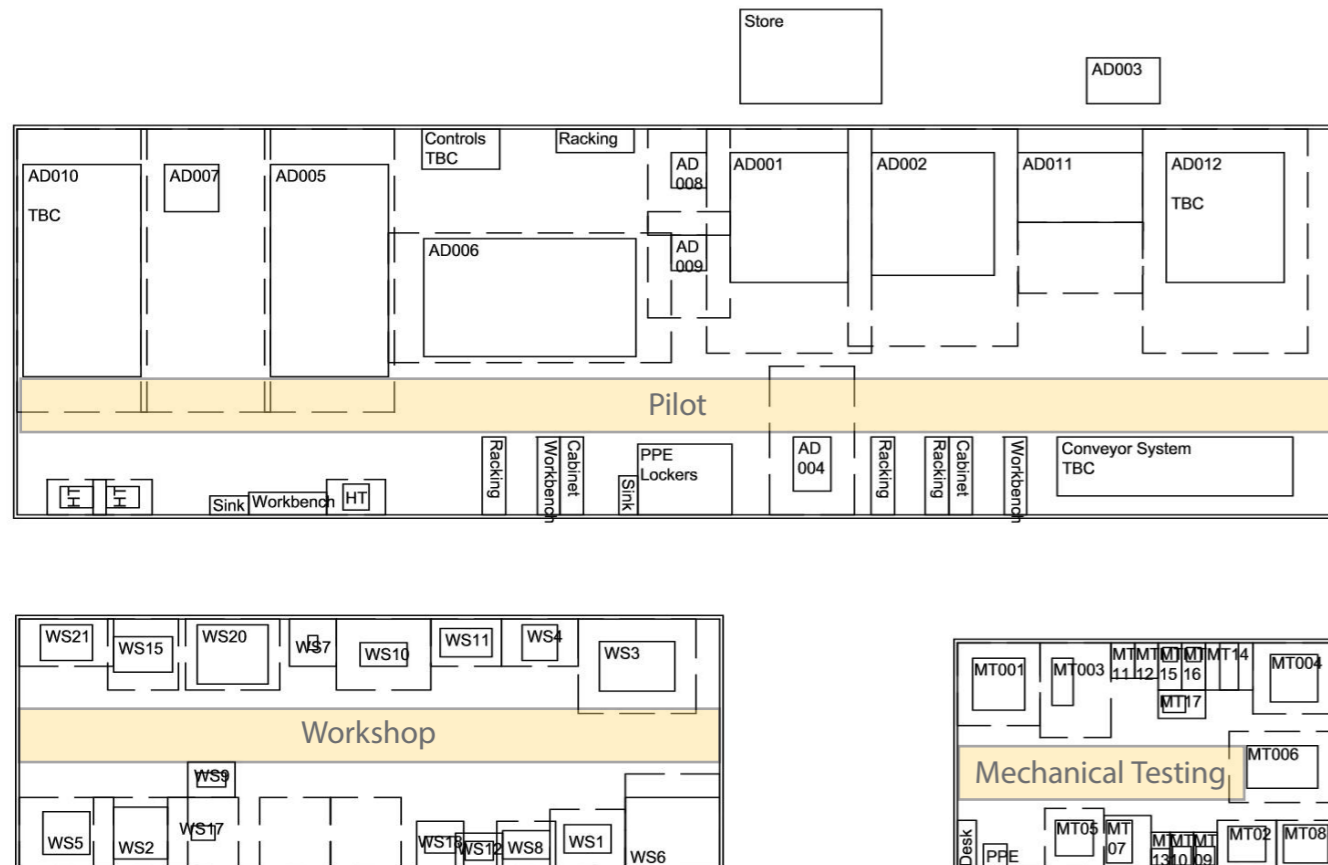 Store
AD003
Controls
TBC
Racking
AD010
TBC
AD007
AD005
AD006
AD
008
AD
009
AD001
AD002
AD011
AD012
TBC
Pilot
HT
HT
Sink
Workbench
HT
Racking
Workbench
Cabinet
Sink
PPE
Lockers
AD
004
Racking
Racking
Cabinet
Workbench
Conveyor System
TBC
WS21
WS15
WS20
WS7
WS10
WS11
WS4
WS3
Workshop
WS9
WS5
WS2
WS17
WS12
WS8
WS1
WS6
MT001
MT003
MT
11
MT
12
MT
15
MT
16
MT14
MT004
MT17
Mechanical Testing
MT006
Desk
PPE
MT05
MT
07
MT
13
MT
10
MT
09
MT02
MT08